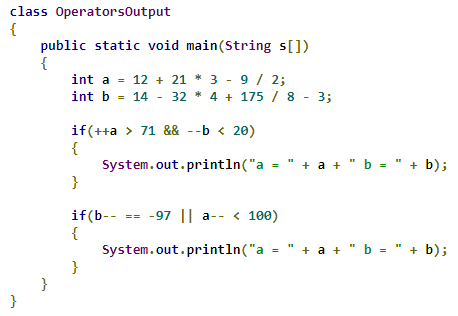 class OperatorsOutput
{
    public static void main(String s[])
    {
        int a = 12 + 21 * 3 - 9 / 2;
        int b = 14 - 32 * 4 + 175 / 8 - 3;

        if(++a > 71 && --b < 20)
        {
            System.out.println("a = " + a + " b = " + b);
        }

        if(b-- == -97 || a-- < 100)
        {
            System.out.println("a = " + a + " b = " + b);
        }
    }
}